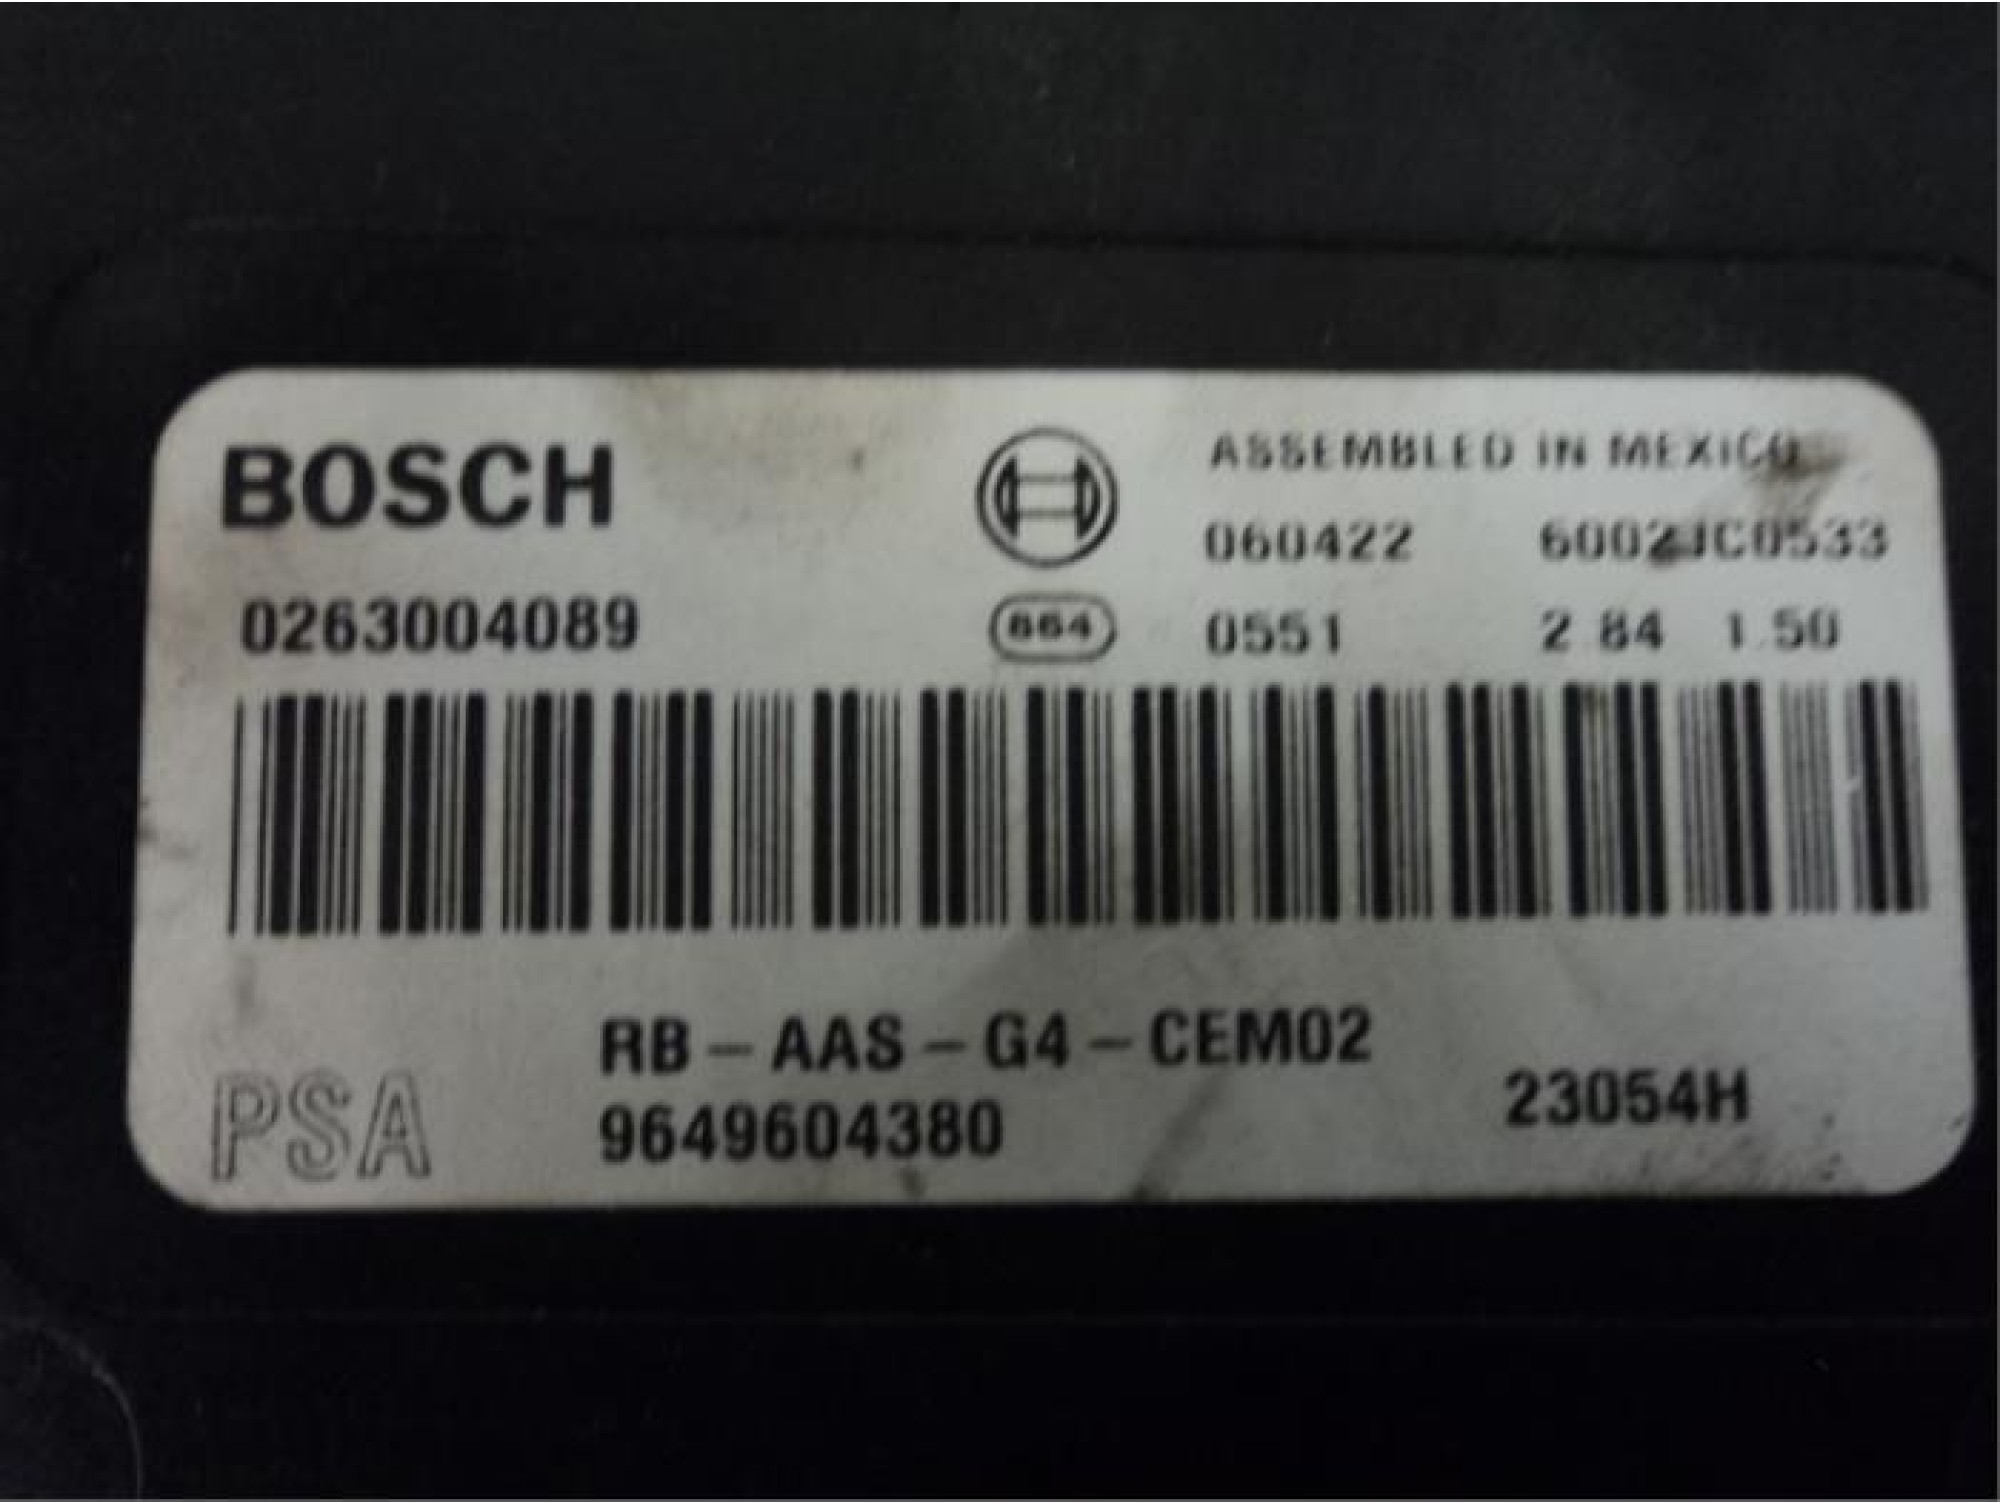 BOSCH
ASSEMBLED IN MEXICO
060422 6002JC0533
0263004089 864 0551 2.84 1.50
RB-AAS-G4-CEM02
PSA 9649604380 23054H